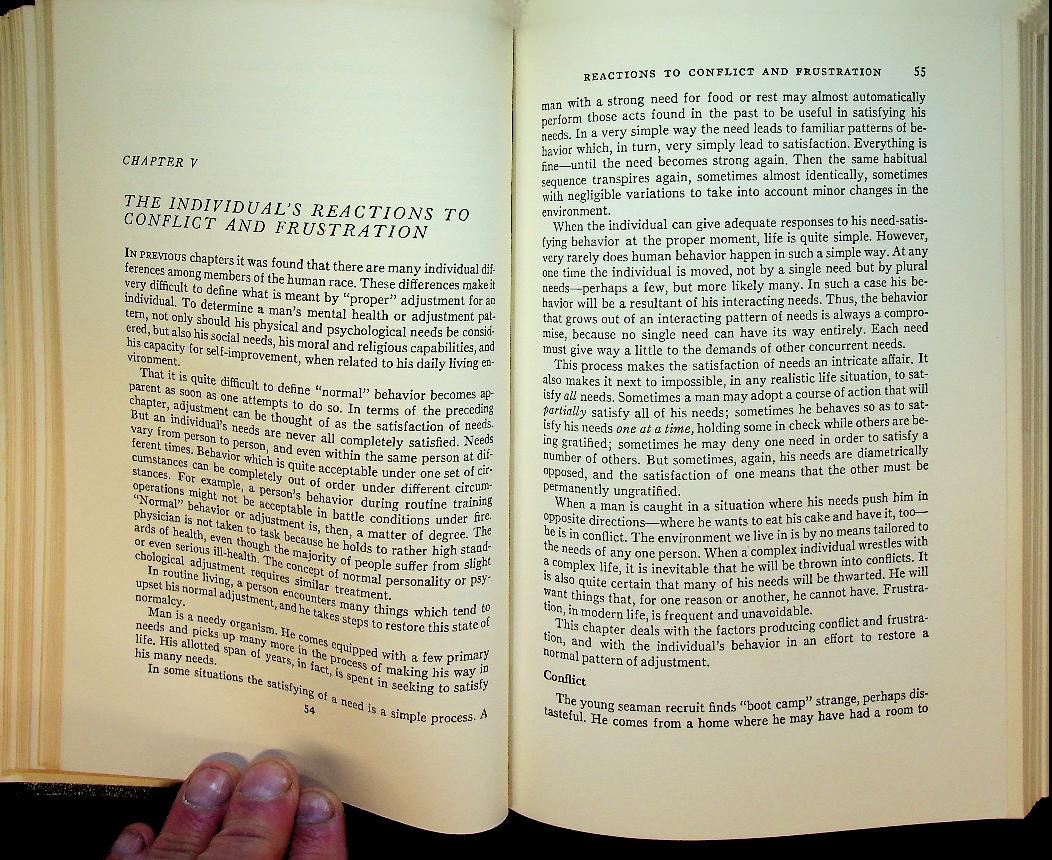 CHAPTER V
THE INDIVIDUAL'S REACTIONS TO
CONFLICT AND FRUSTRATION
IN PREVIOUS chapters it was found that there are many individual dif-
ferences among members of the human race. These differences make it
very difficult to define what is meant by “proper” adjustment for an
individual. To determine a man's mental health or adjustment pat-
tern, not only should his physical and psychological needs be consid-
ered, but also his social needs, his moral and religious capabilities, and
his capacity for self-improvement, when related to his daily living en-
vironment.
That it is quite difficult to define “normal” behavior becomes ap-
parent as soon as one attempts to do so. In terms of the preceding
chapter, adjustment can be thought of as the satisfaction of needs.
But an individual's needs are never all completely satisfied. Needs
vary from person to person, and even within the same person at dif-
ferent times. Behavior which is quite acceptable under one set of cir-
cumstances can be completely out of order under different circum-
stances. For example, a person's behavior during routine training
operations might not be acceptable in battle conditions under fire.
“Normal” behavior or adjustment is, then, a matter of degree. The
physician is not taken to task because he holds to rather high stand-
ards of health, even though the majority of people suffer from slight
or even serious ill-health. The concept of normal personality or psy-
chological adjustment requires similar treatment.
In routine living, a person encounters many things which tend to
upset his normal adjustment, and he takes steps to restore this state of
normalcy.
Man is a needy organism. He comes equipped with a few primary
needs and picks up many more in the process of making his way in
life. His allotted span of years, in fact, is spent in seeking to satisfy
his many needs.
In some situations the satisfying of a need is a simple process. A
54
REACTIONS TO CONFLICT AND FRUSTRATION 55
man with a strong need for food or rest may almost automatically
perform those acts found in the past to be useful in satisfying his
needs. In a very simple way the need leads to familiar patterns of be-
havior which, in turn, very simply lead to satisfaction. Everything is
fine—until the need becomes strong again. Then the same habitual
sequence transpires again, sometimes almost identically, sometimes
with negligible variations to take into account minor changes in the
environment.
When the individual can give adequate responses to his need-satis-
fying behavior at the proper moment, life is quite simple. However,
very rarely does human behavior happen in such a simple way. At any
one time the individual is moved, not by a single need but by plural
needs—perhaps a few, but more likely many. In such a case his be-
havior will be a resultant of his interacting needs. Thus, the behavior
that grows out of an interacting pattern of needs is always a compro-
mise, because no single need can have its way entirely. Each need
must give way a little to the demands of other concurrent needs.
This process makes the satisfaction of needs an intricate affair. It
also makes it next to impossible, in any realistic life situation, to sat-
isfy all needs. Sometimes a man may adopt a course of action that will
partially satisfy all of his needs; sometimes he behaves so as to sat-
isfy his needs one at a time, holding some in check while others are be-
ing gratified; sometimes he may deny one need in order to satisfy a
number of others. But sometimes, again, his needs are diametrically
opposed, and the satisfaction of one means that the other must be
permanently ungratified.
When a man is caught in a situation where his needs push him in
opposite directions—where he wants to eat his cake and have it, too—
he is in conflict. The environment we live in is by no means tailored to
the needs of any one person. When a complex individual wrestles with
a complex life, it is inevitable that he will be thrown into conflicts. It
is also quite certain that many of his needs will be thwarted. He will
want things that, for one reason or another, he cannot have. Frustra-
tion, in modern life, is frequent and unavoidable.
This chapter deals with the factors producing conflict and frustra-
tion, and with the individual's behavior in an effort to restore a
normal pattern of adjustment.
Conflict
The young seaman recruit finds “boot camp” strange, perhaps dis-
tasteful. He comes from a home where he may have had a room to